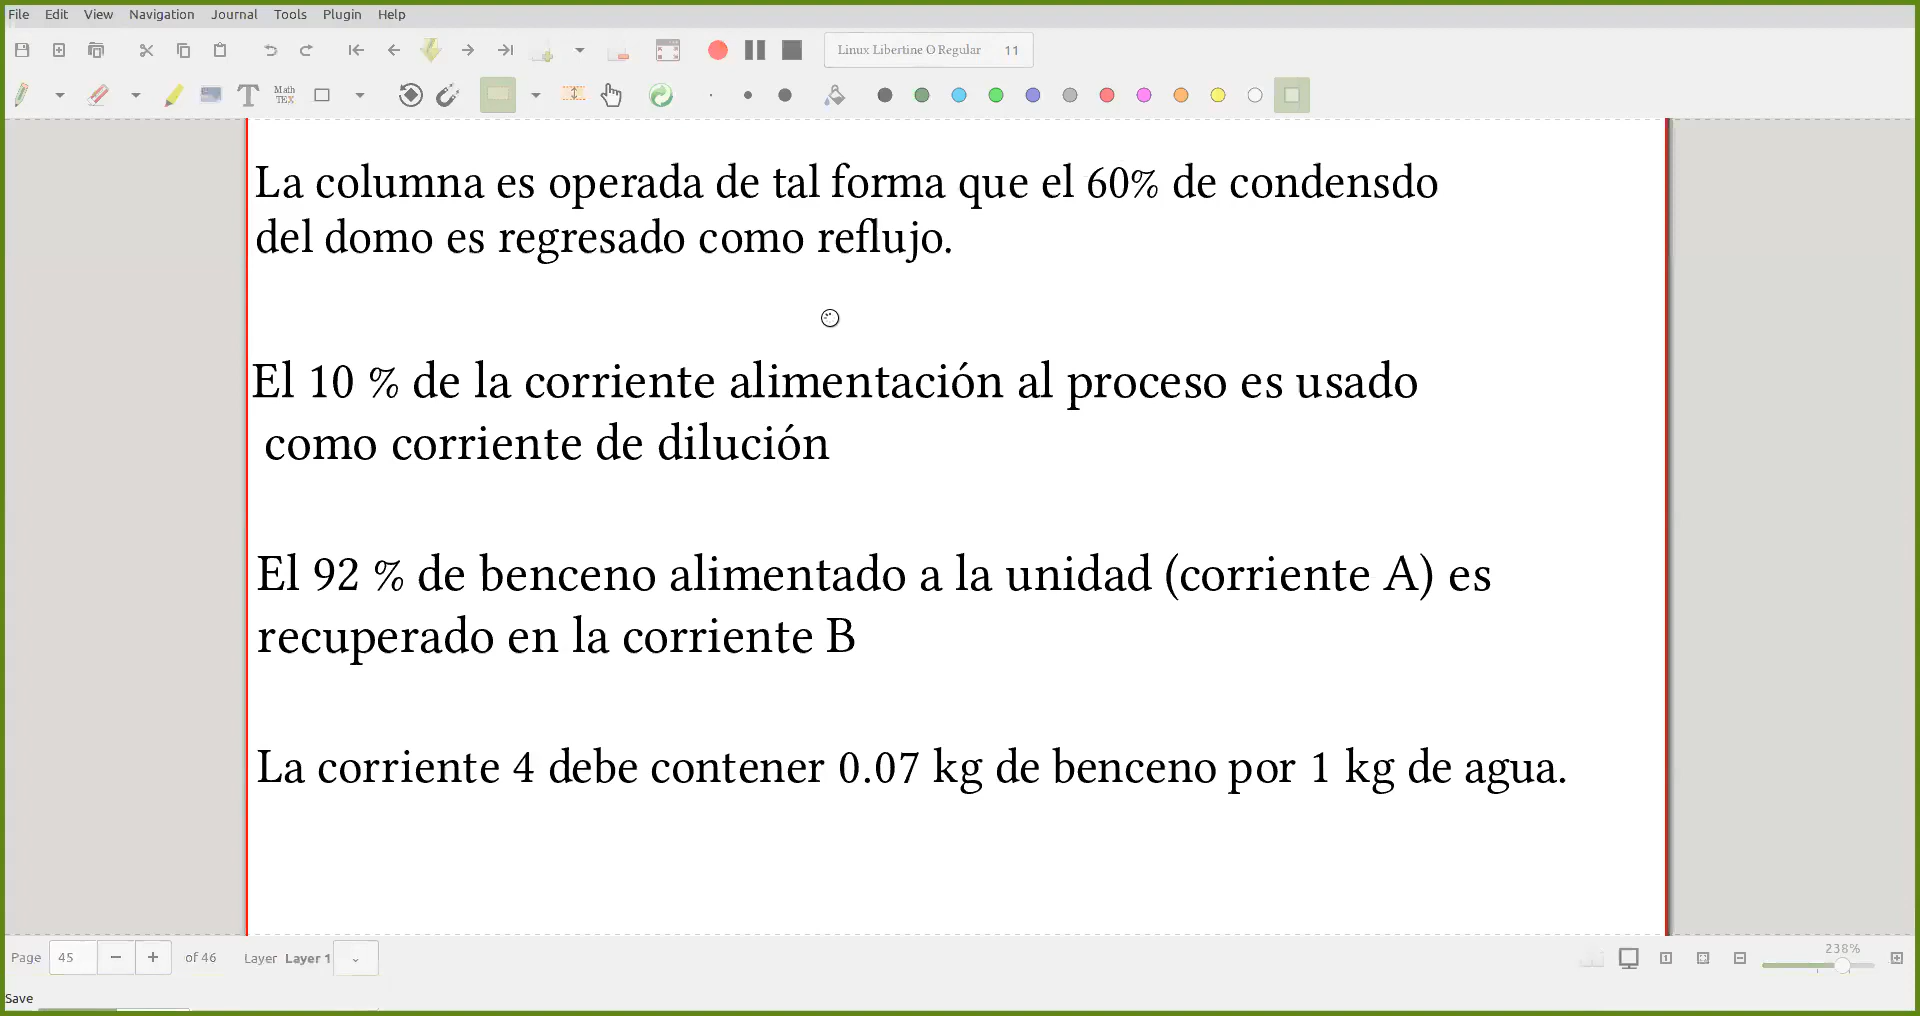 File Edit View Navigation Journal Tools Plugin Help
Linux Libertine O Regular 11
T Math TEX
La columna es operada de tal forma que el 60% de condensdo
del domo es regresado como reflujo.
El 10 % de la corriente alimentación al proceso es usado
como corriente de dilución
El 92 % de benceno alimentado a la unidad (corriente A) es
recuperado en la corriente B
La corriente 4 debe contener 0.07 kg de benceno por 1 kg de agua.
Page 45 of 46 Layer Layer 1 238%
Save